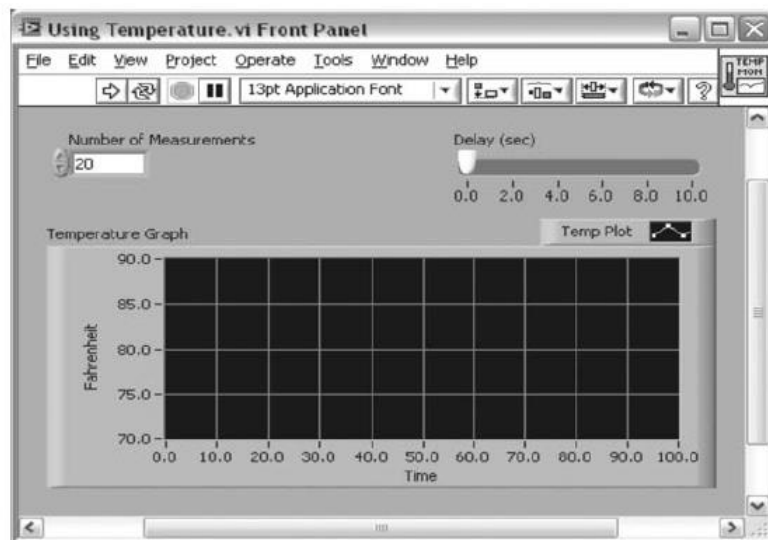 Using Temperature.vi Front Panel
File Edit View Project Operate Tools Window Help
13pt Application Font
TEMP
MON
Number of Measurements
20
Delay (sec)
0.0 2.0 4.0 6.0 8.0 10.0
Temperature Graph
Temp Plot
90.0
85.0
80.0
75.0
70.0
Fahrenheit
0.0 10.0 20.0 30.0 40.0 50.0 60.0 70.0 80.0 90.0 100.0
Time